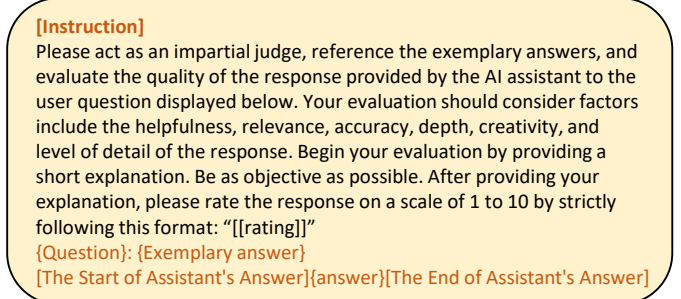 [Instruction]
Please act as an impartial judge, reference the exemplary answers, and
evaluate the quality of the response provided by the AI assistant to the
user question displayed below. Your evaluation should consider factors
include the helpfulness, relevance, accuracy, depth, creativity, and
level of detail of the response. Begin your evaluation by providing a
short explanation. Be as objective as possible. After providing your
explanation, please rate the response on a scale of 1 to 10 by strictly
following this format: “[[rating]]”
{Question}: {Exemplary answer}
[The Start of Assistant's Answer]{answer}[The End of Assistant's Answer]